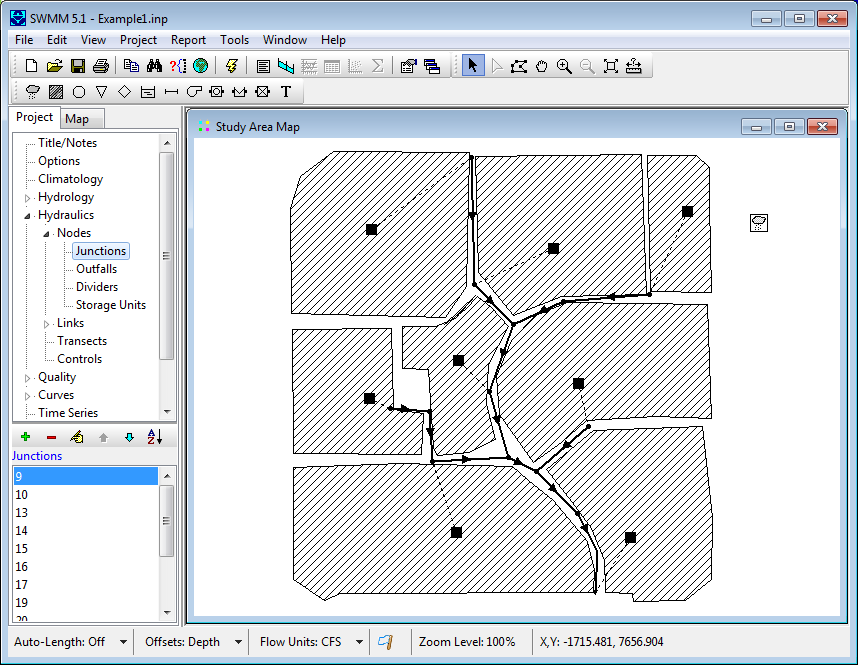 SWMM 5.1 - Example1.inp
File Edit View Project Report Tools Window Help
T
Project Map
Title/Notes
Options
Climatology
Hydrology
Hydraulics
Nodes
Junctions
Outfalls
Dividers
Storage Units
Links
Transects
Controls
Quality
Curves
Time Series
Junctions
9
10
13
14
15
16
17
19
20
Study Area Map
Auto-Length: Off Offsets: Depth Flow Units: CFS Zoom Level: 100% X,Y: -1715.481, 7656.904